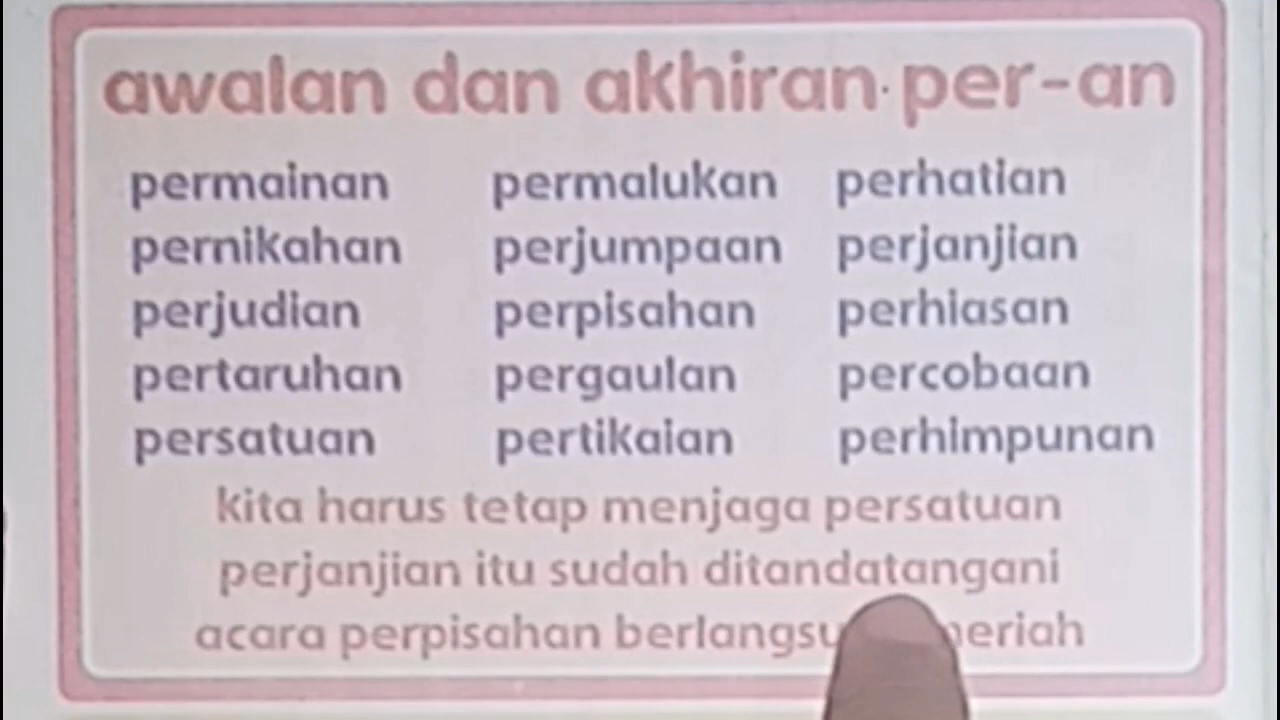 awalan dan akhiran per-an
permainan permalukan perhatian
pernikahan perjumpaan perjanjian
perjudian perpisahan perhiasan
pertaruhan pergaulan percobaan
persatuan pertikaian perhimpunan
kita harus tetap menjaga persatuan
perjanjian itu sudah ditandatangani
acara perpisahan